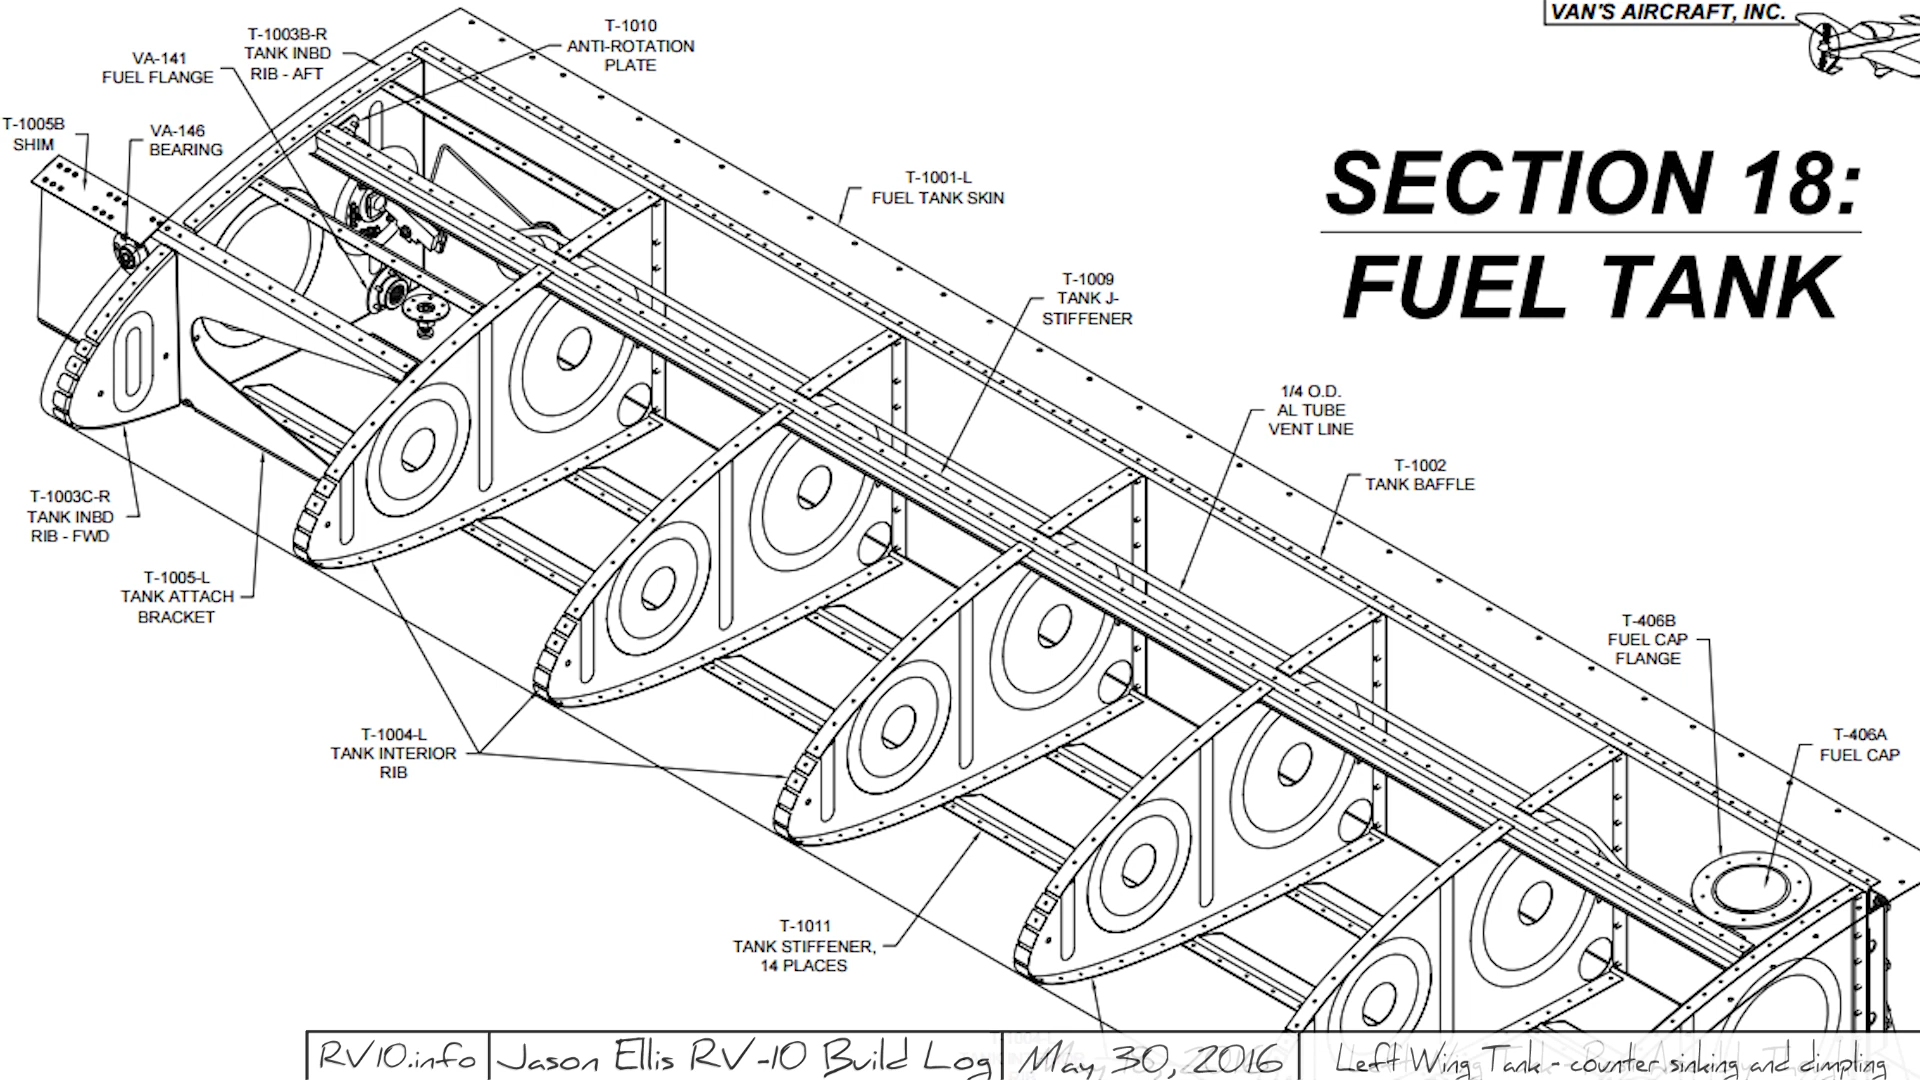 VAN'S AIRCRAFT, INC.
SECTION 18:
FUEL TANK
T-1010
ANTI-ROTATION
PLATE
T-1003B-R
TANK INBD
RIB - AFT
VA-141
FUEL FLANGE
T-1005B
SHIM
VA-146
BEARING
T-1001-L
FUEL TANK SKIN
T-1009
TANK J-
STIFFENER
1/4 O.D.
AL TUBE
VENT LINE
T-1002
TANK BAFFLE
T-1003C-R
TANK INBD
RIB - FWD
T-1005-L
TANK ATTACH
BRACKET
T-406B
FUEL CAP
FLANGE
T-406A
FUEL CAP
T-1004-L
TANK INTERIOR
RIB
T-1011
TANK STIFFENER,
14 PLACES
RV10.info
Jason Ellis RV-10 Build Log
May 30, 2016
Left Wing Tank - counter sinking and dimpling